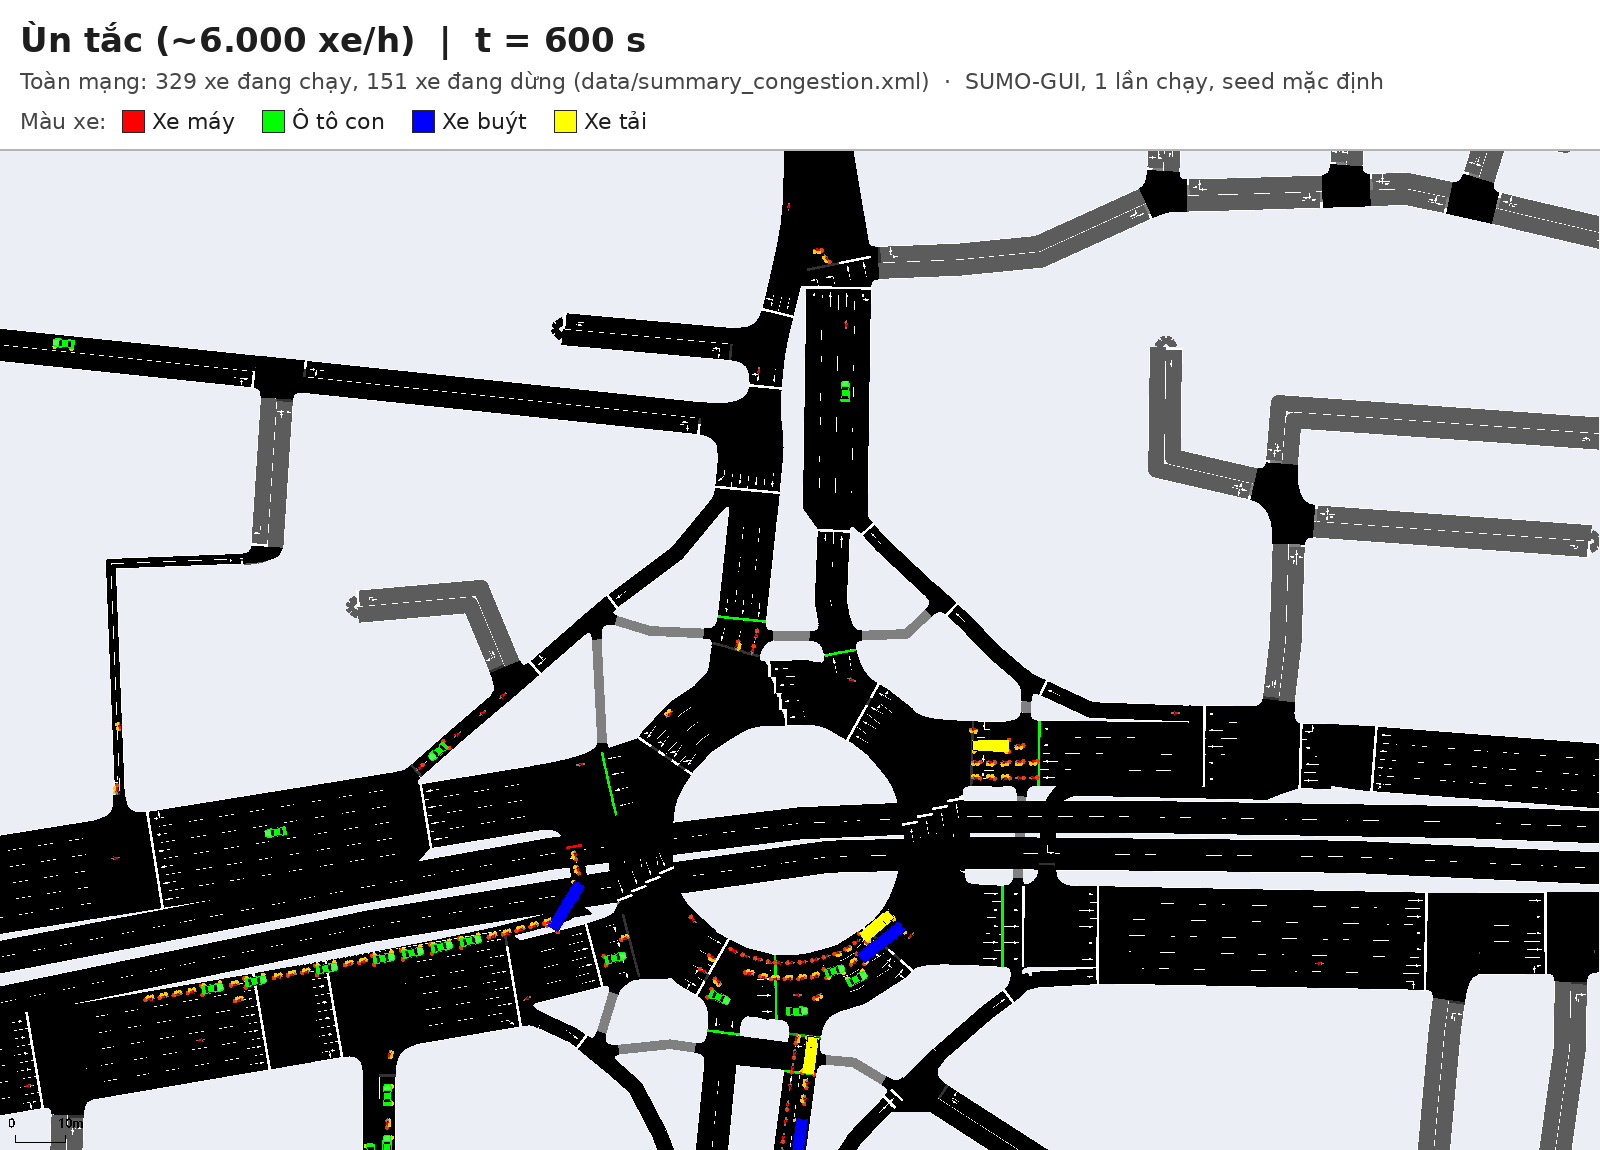 Ùn tắc (~6.000 xe/h) | t = 600 s
Toàn mạng: 329 xe đang chạy, 151 xe đang dừng (data/summary_congestion.xml) · SUMO-GUI, 1 lần chạy, seed mặc định
Màu xe: Xe máy Ô tô con Xe buýt Xe tải
0 10m